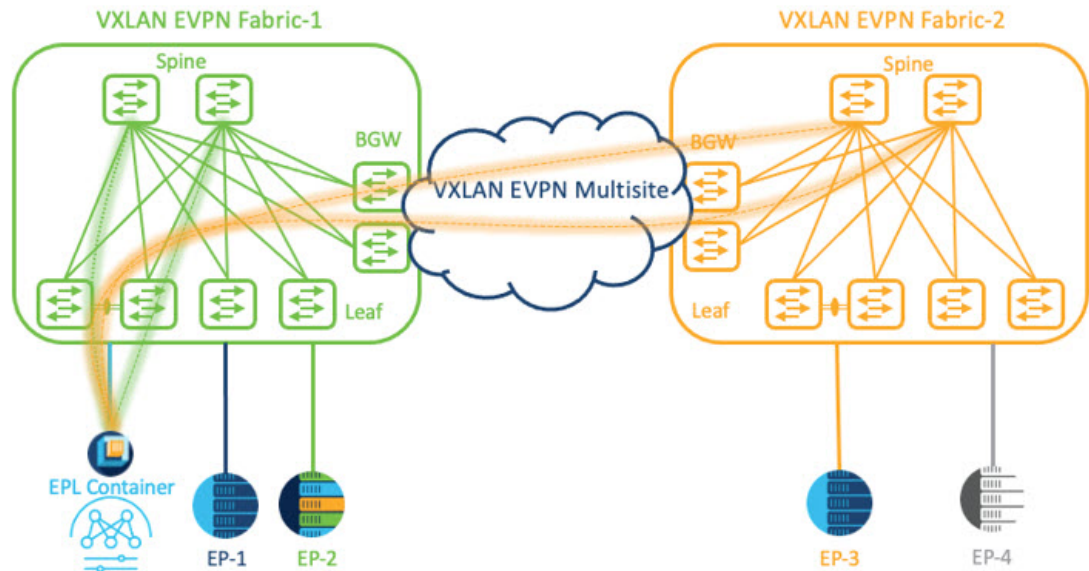 VXLAN EVPN Fabric-1
VXLAN EVPN Fabric-2
Spine
Spine
BGW
BGW
VXLAN EVPN Multisite
Leaf
Leaf
EPL Container
EP-1
EP-2
EP-3
EP-4